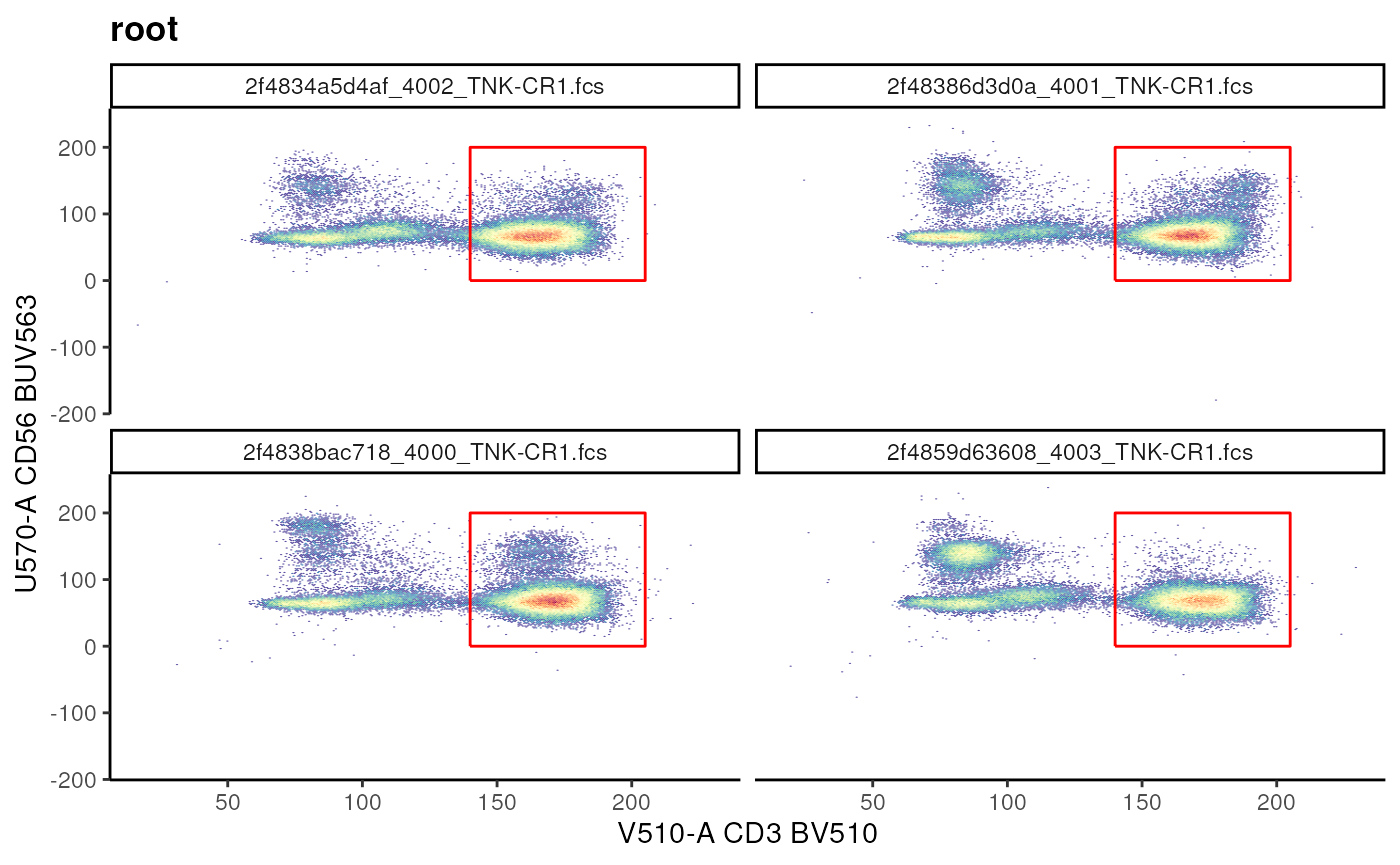 root
2f4834a5d4af_4002_TNK-CR1.fcs
2f48386d3d0a_4001_TNK-CR1.fcs
200
100
0
-100
-200
2f4838bac718_4000_TNK-CR1.fcs
2f4859d63608_4003_TNK-CR1.fcs
200
100
0
-100
-200
U570-A CD56 BUV563
50 100 150 200
50 100 150 200
V510-A CD3 BV510